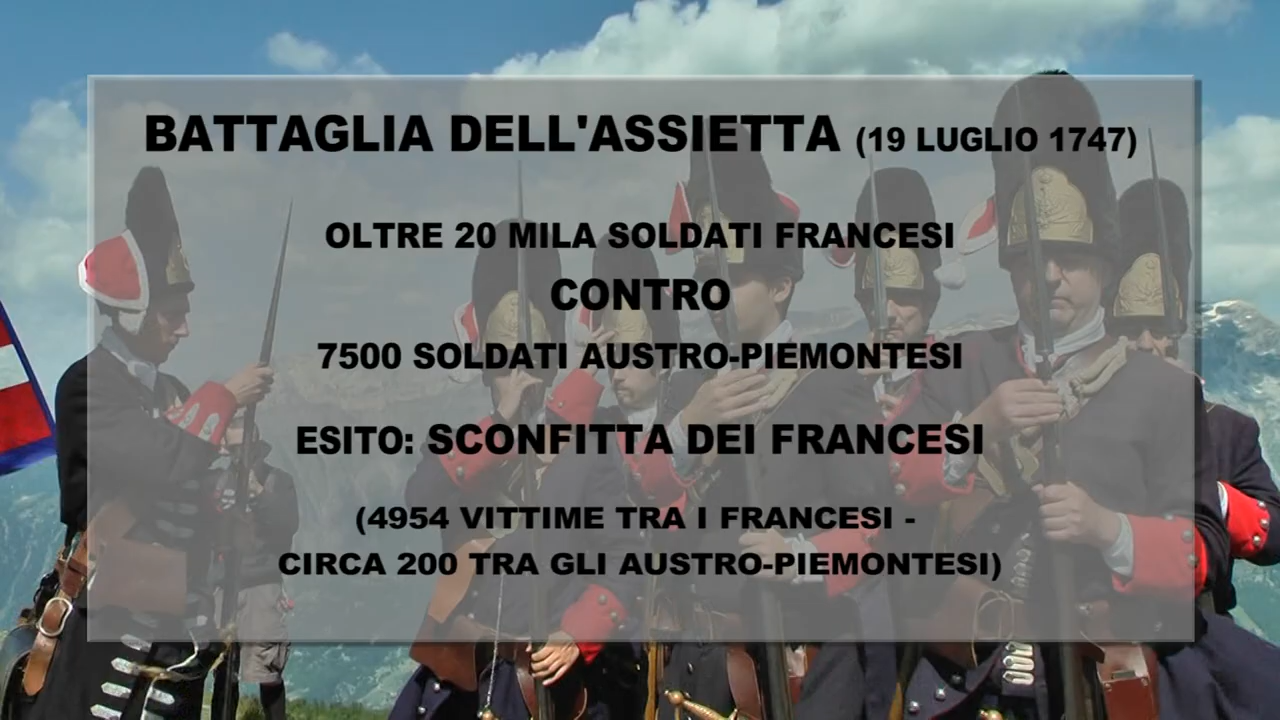 BATTAGLIA DELL'ASSIETTA (19 LUGLIO 1747)
OLTRE 20 MILA SOLDATI FRANCESI
CONTRO
7500 SOLDATI AUSTRO-PIEMONTESI
ESITO: SCONFITTA DEI FRANCESI
(4954 VITTIME TRA I FRANCESI -
CIRCA 200 TRA GLI AUSTRO-PIEMONTESI)